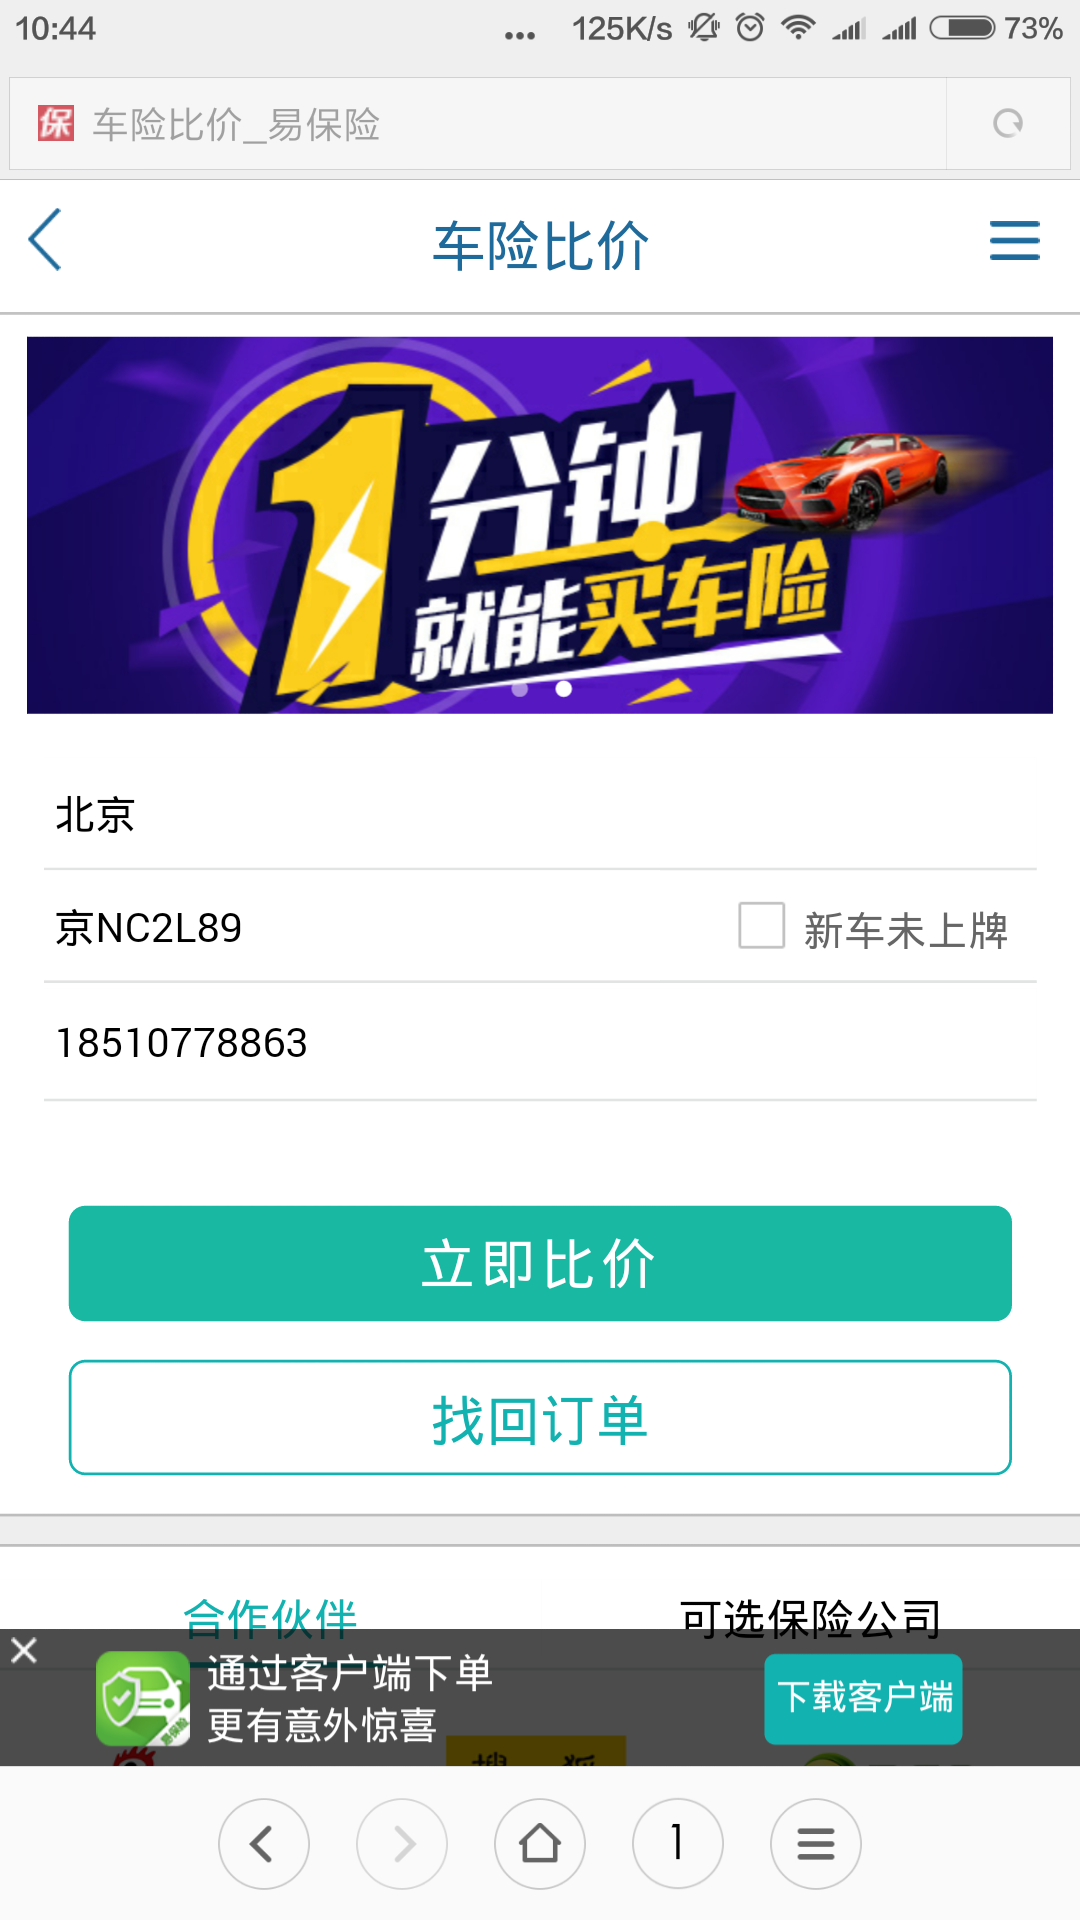 10:44 ... 125K/s 73%
保 车险比价_易保险
车险比价
1分钟
就能买车险
北京
京NC2L89 新车未上牌
18510778863
立即比价
找回订单
合作伙伴 可选保险公司
通过客户端下单
更有意外惊喜
下载客户端
1